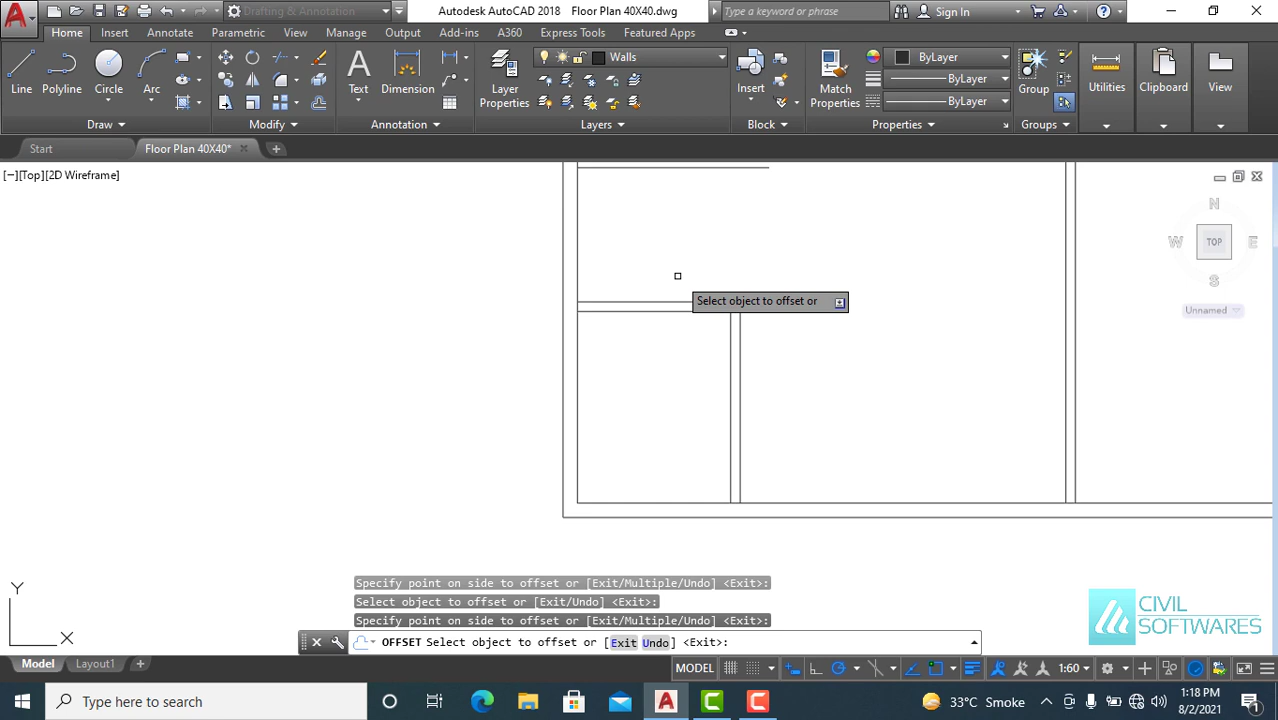 Drafting & Annotation
Autodesk AutoCAD 2018 Floor Plan 40X40.dwg
Type a keyword or phrase
Sign In
Home Insert Annotate Parametric View Manage Output Add-ins A360 Express Tools Featured Apps
Line Polyline Circle Arc
Draw
Modify
Text Dimension
Annotation
Layer Properties
Walls
Layers
Insert
Block
Match Properties
ByLayer
ByLayer
ByLayer
Properties
Group
Groups
Utilities
Clipboard
View
Start
Floor Plan 40X40*
[−][Top][2D Wireframe]
N
W TOP E
S
Unnamed
Select object to offset or
Y
X
Specify point on side to offset or [Exit/Multiple/Undo] <Exit>:
Select object to offset or [Exit/Undo] <Exit>:
Specify point on side to offset or [Exit/Multiple/Undo] <Exit>:
OFFSET Select object to offset or [Exit Undo] <Exit>:
CIVIL
SOFTWARES
Model Layout1
MODEL
1:60
Type here to search
33°C Smoke
1:18 PM
8/2/2021
1